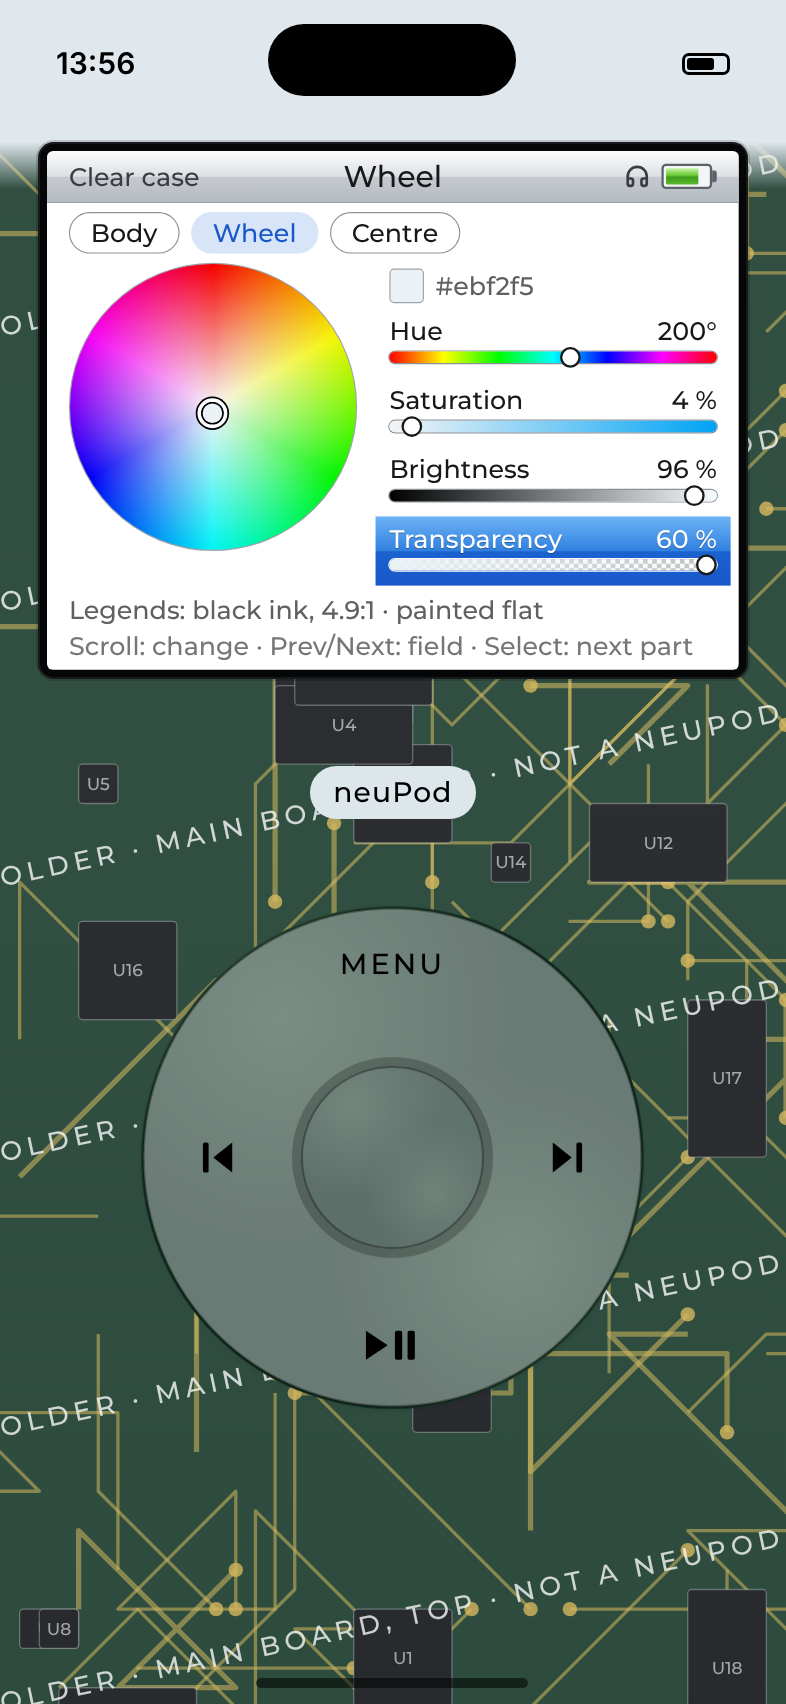 13:56
Clear case
Wheel
Body
Wheel
Centre
#ebf2f5
Hue
200°
Saturation
4 %
Brightness
96 %
Transparency
60 %
Legends: black ink, 4.9:1 · painted flat
Scroll: change · Prev/Next: field · Select: next part
U4
U5
neuPod
· NOT A NEUPOD
OLDER · MAIN
U12
U14
U16
MENU
A NEUPOD
U17
OLDER ·
A NEUPOD
OLDER · MAIN
U8
OLDER · MAIN BOARD, TOP · NOT A NEUPOD
U1
U18